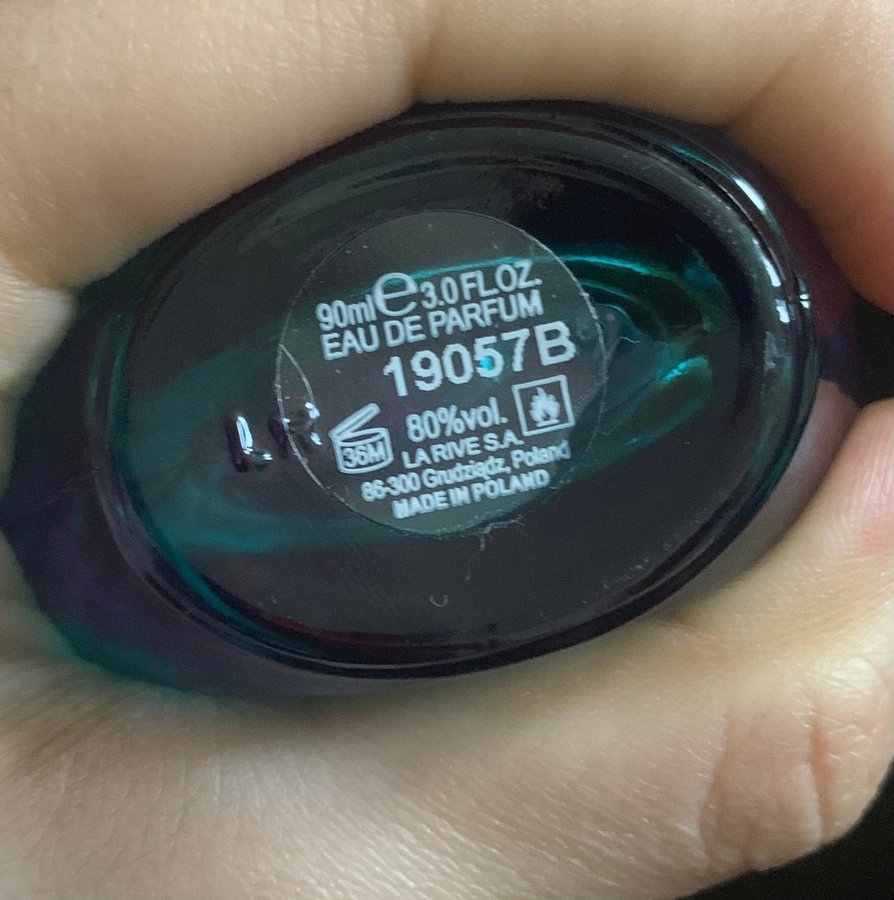 90ml e 3.0 FL.OZ.
EAU DE PARFUM
19057B
80%vol.
36M
LA RIVE S.A.
86-300 Grudziądz, Poland
MADE IN POLAND
LR